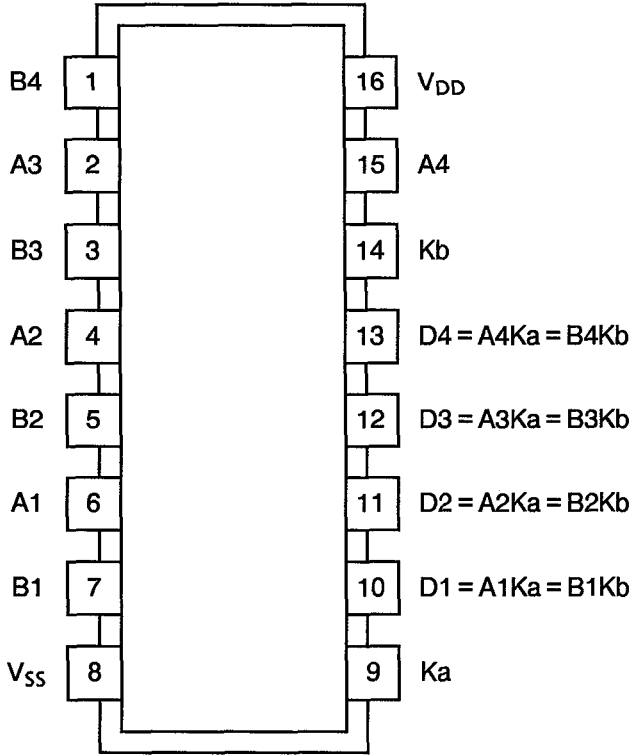 B4 1 16 VDD
A3 2 15 A4
B3 3 14 Kb
A2 4 13 D4 = A4Ka = B4Kb
B2 5 12 D3 = A3Ka = B3Kb
A1 6 11 D2 = A2Ka = B2Kb
B1 7 10 D1 = A1Ka = B1Kb
VSS 8 9 Ka